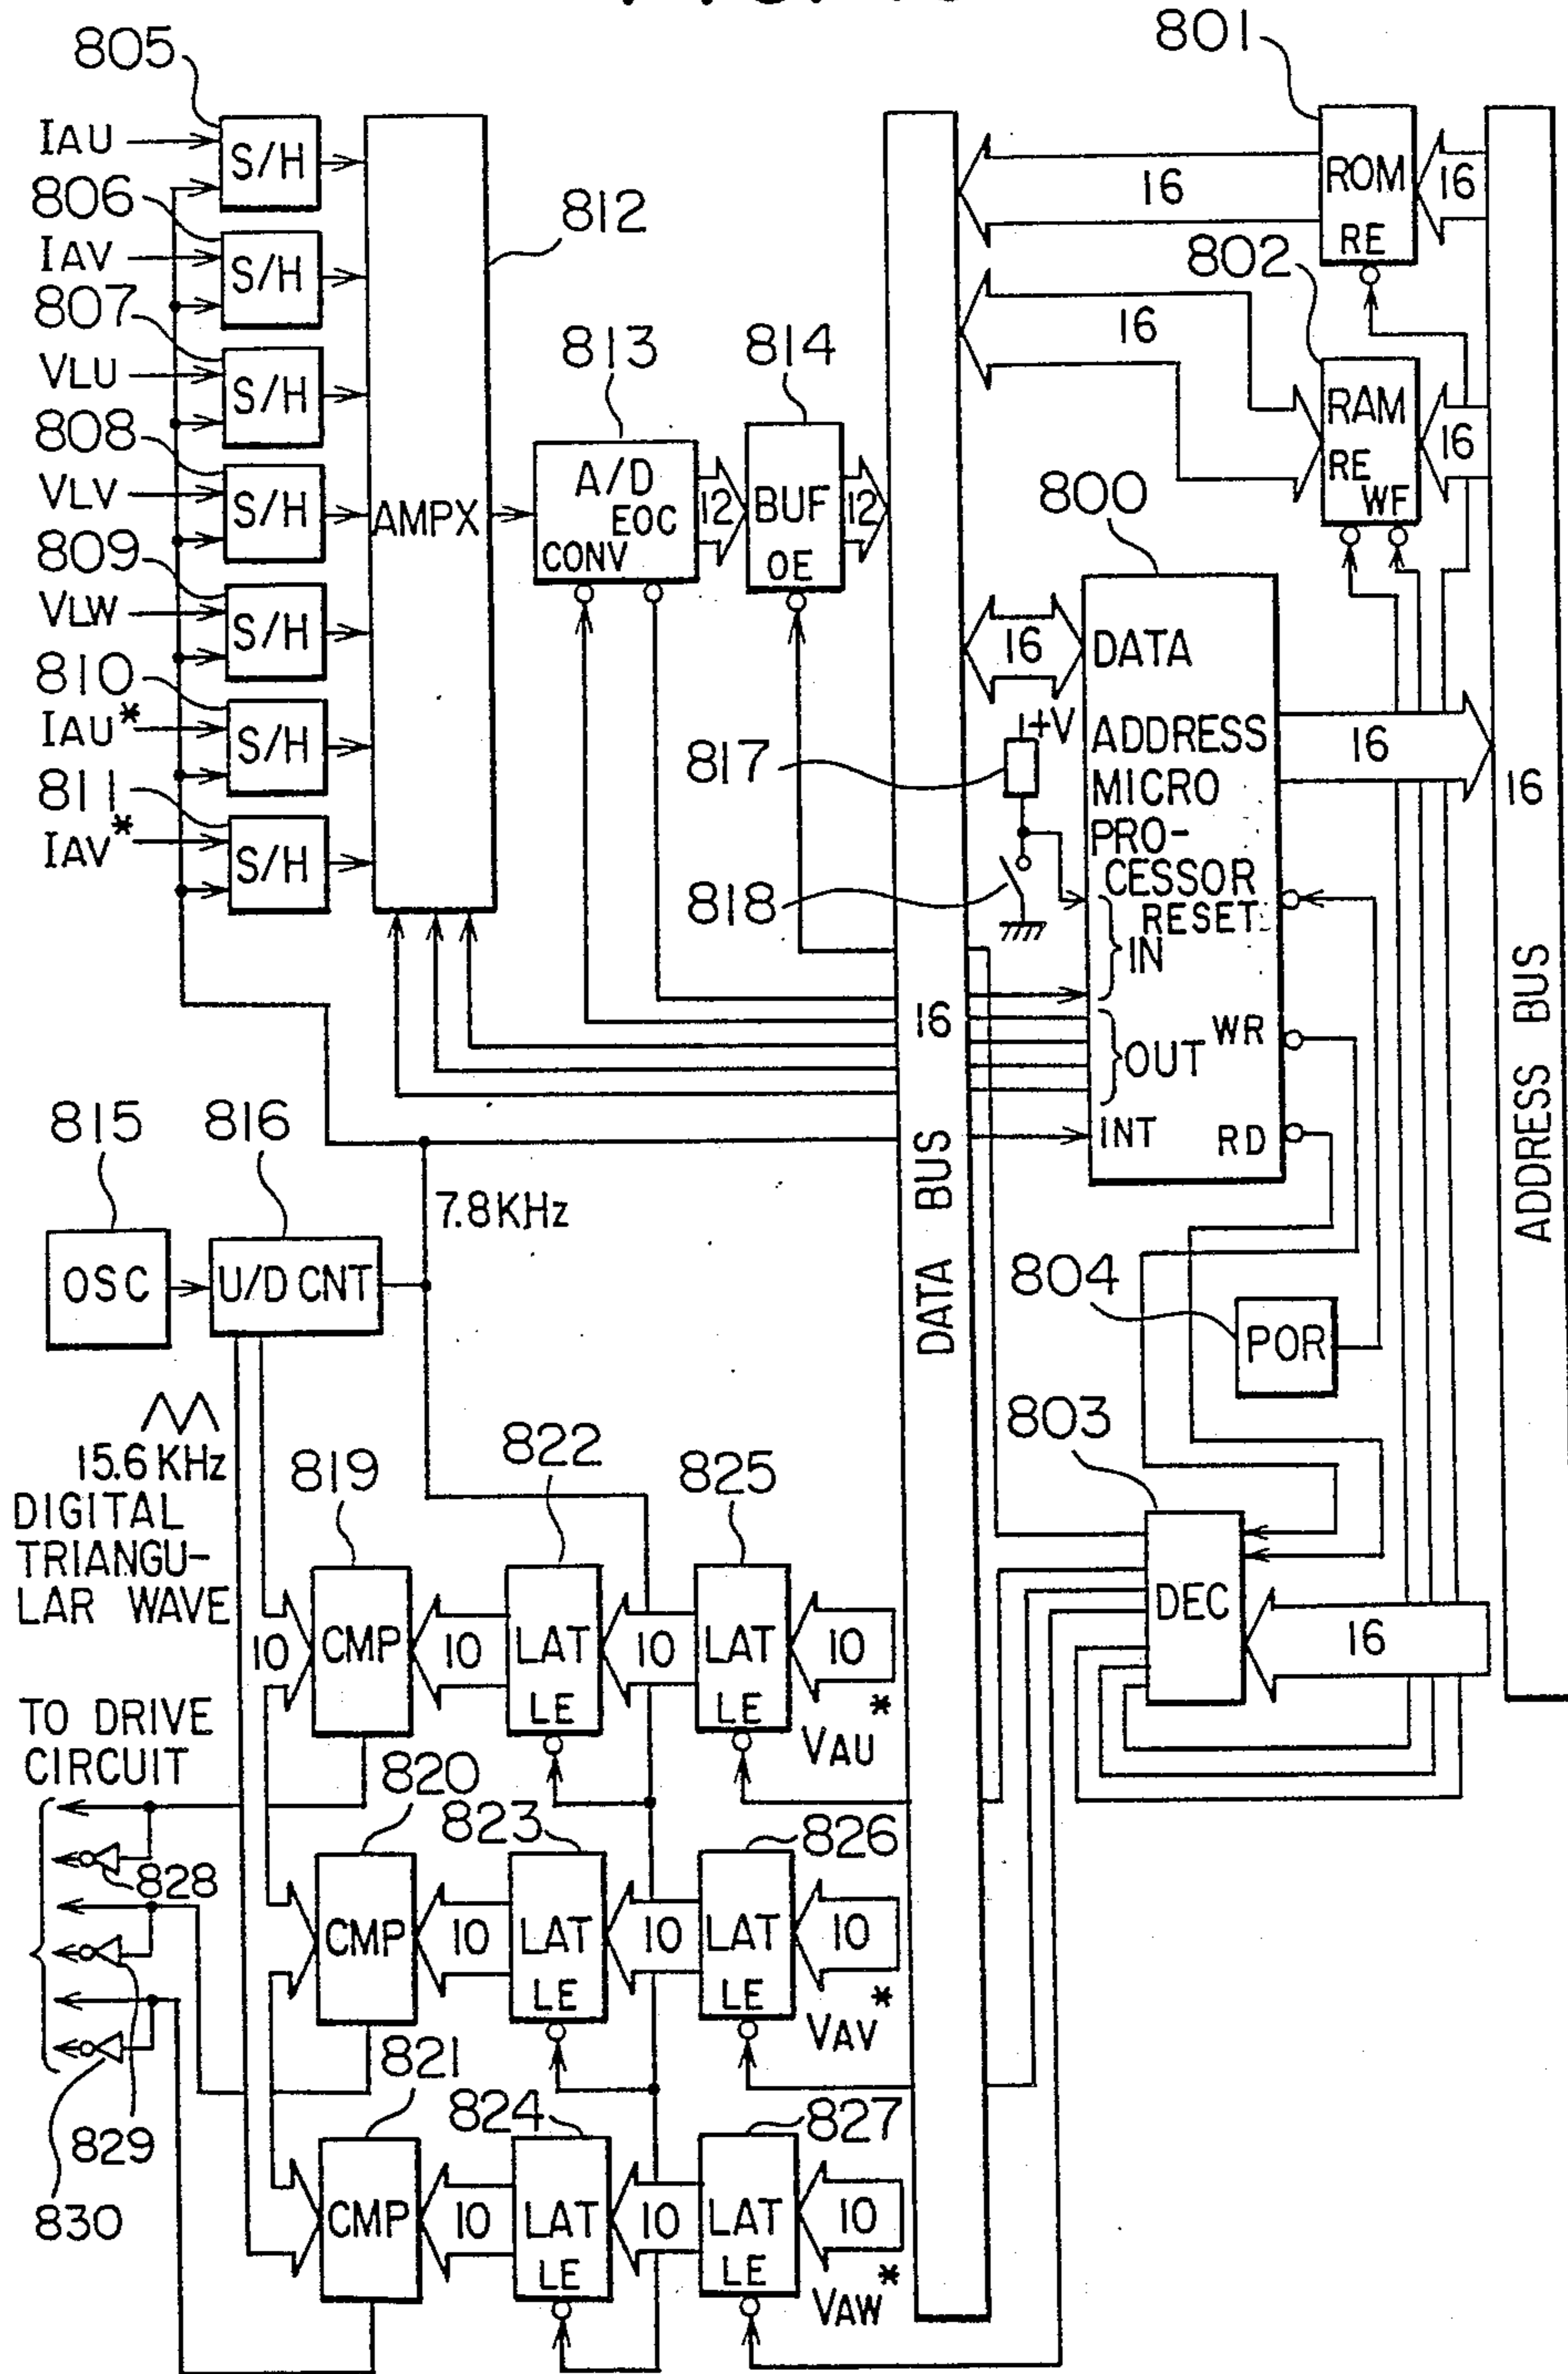 805
IAU
S/H
806
IAV
S/H
807
VLU
S/H
808
VLV
S/H
809
VLW
S/H
810
IAU*
S/H
811
IAV*
S/H
812
AMPX
813
A/D
EOC
CONV
12
814
BUF
OE
12
801
ROM
RE
16
16
802
RAM
RE
WF
16
16
800
16
DATA
ADDRESS
MICRO
PRO-
CESSOR
RESET
IN
OUT
WR
INT
RD
16
+V
817
818
16
DATA BUS
16
ADDRESS BUS
815
OSC
816
U/D CNT
7.8KHz
804
POR
803
DEC
16
15.6KHz
DIGITAL
TRIANGU-
LAR WAVE
819
10
CMP
10
822
LAT
LE
10
825
LAT
LE
10
VAU*
TO DRIVE
CIRCUIT
828
829
830
820
CMP
10
823
LAT
LE
10
826
LAT
LE
10
VAV*
821
CMP
10
824
LAT
LE
10
827
LAT
LE
10
VAW*